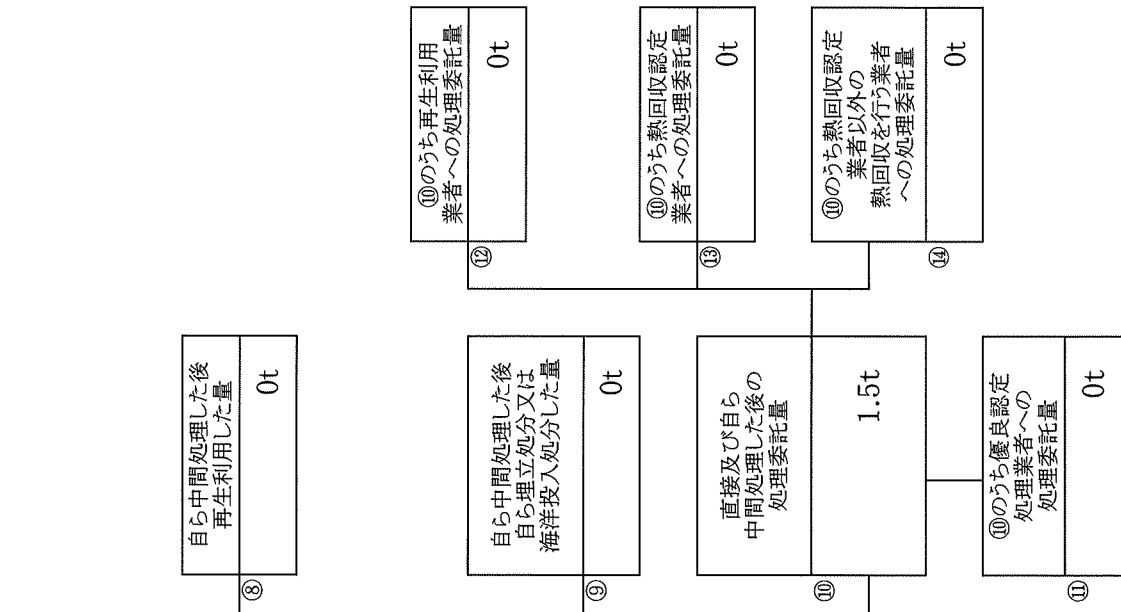 ⑧
自ら中間処理した後
再生利用した量
0t
⑨
自ら中間処理した後
自ら埋立処分又は
海洋投入処分した量
0t
⑩
直接及び自ら
中間処理した後の
処理委託量
1.5t
⑪
⑩のうち優良認定
処理業者への
処理委託量
0t
⑫
⑩のうち再生利用
業者への処理委託量
0t
⑬
⑩のうち熱回収認定
業者への処理委託量
0t
⑭
⑩のうち熱回収認定
業者以外の
熱回収を行う業者
への処理委託量
0t